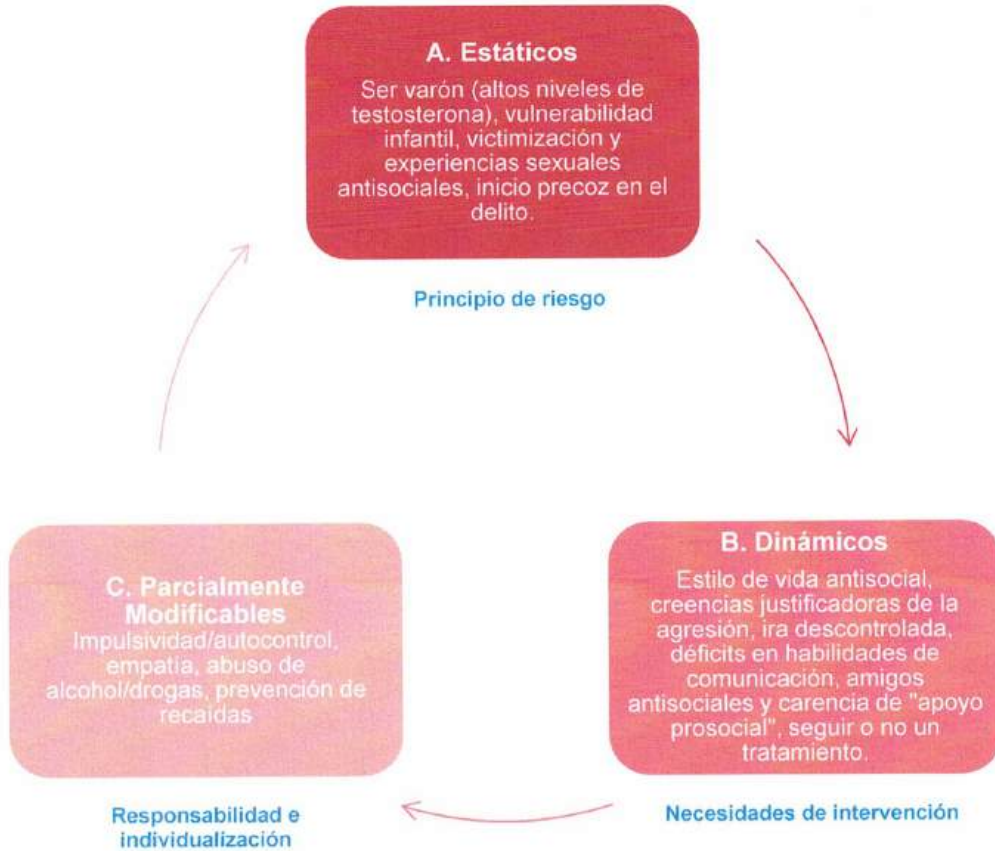 A. Estáticos
Ser varón (altos niveles de
testosterona), vulnerabilidad
infantil, victimización y
experiencias sexuales
antisociales, inicio precoz en el
delito.
Principio de riesgo
B. Dinámicos
Estilo de vida antisocial,
creencias justificadoras de la
agresión, ira descontrolada,
déficits en habilidades de
comunicación, amigos
antisociales y carencia de "apoyo
prosocial", seguir o no un
tratamiento.
Necesidades de intervención
C. Parcialmente
Modificables
Impulsividad/autocontrol,
empatía, abuso de
alcohol/drogas, prevención de
recaídas
Responsabilidad e
individualización